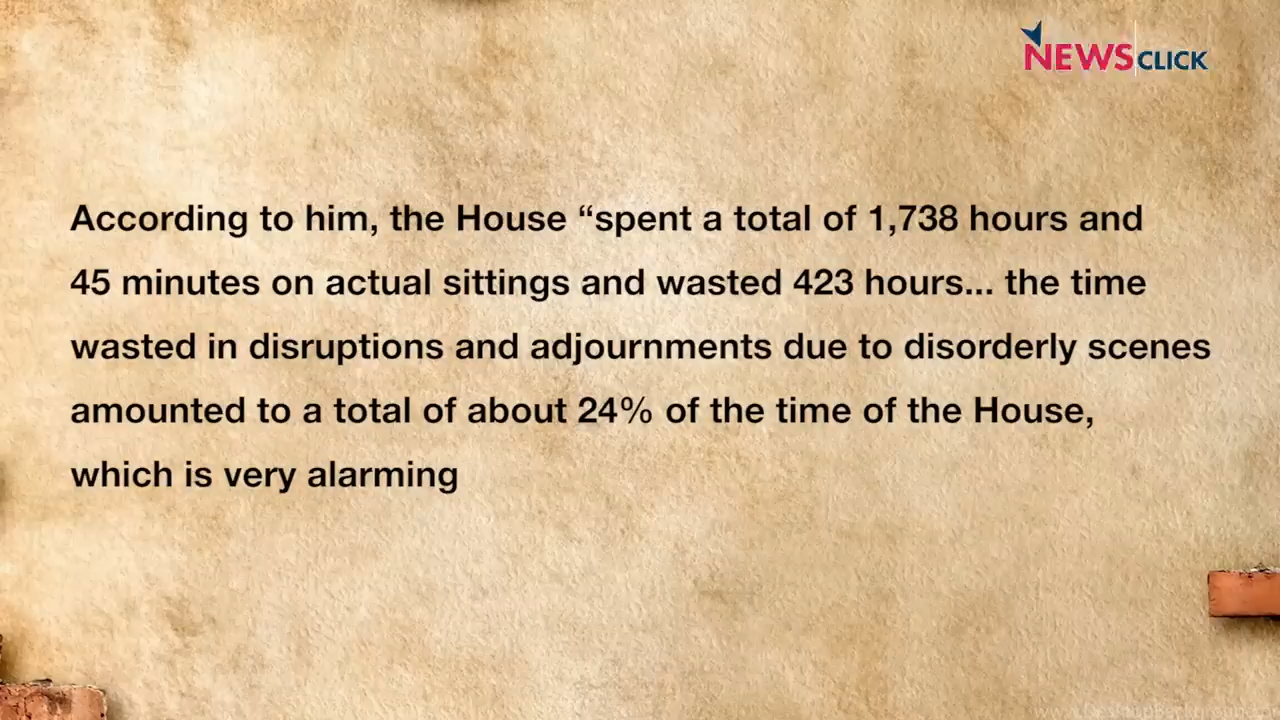 NEWSCLICK
According to him, the House “spent a total of 1,738 hours and
45 minutes on actual sittings and wasted 423 hours... the time
wasted in disruptions and adjournments due to disorderly scenes
amounted to a total of about 24% of the time of the House,
which is very alarming